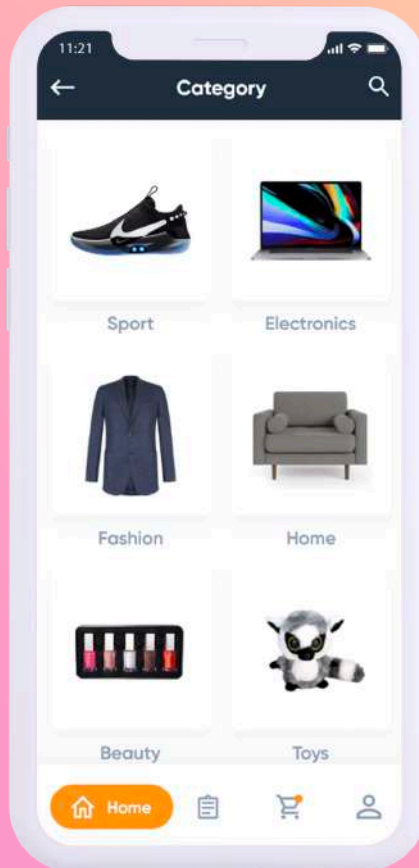 11:21
Category
Sport Electronics
Fashion Home
Beauty Toys
Home